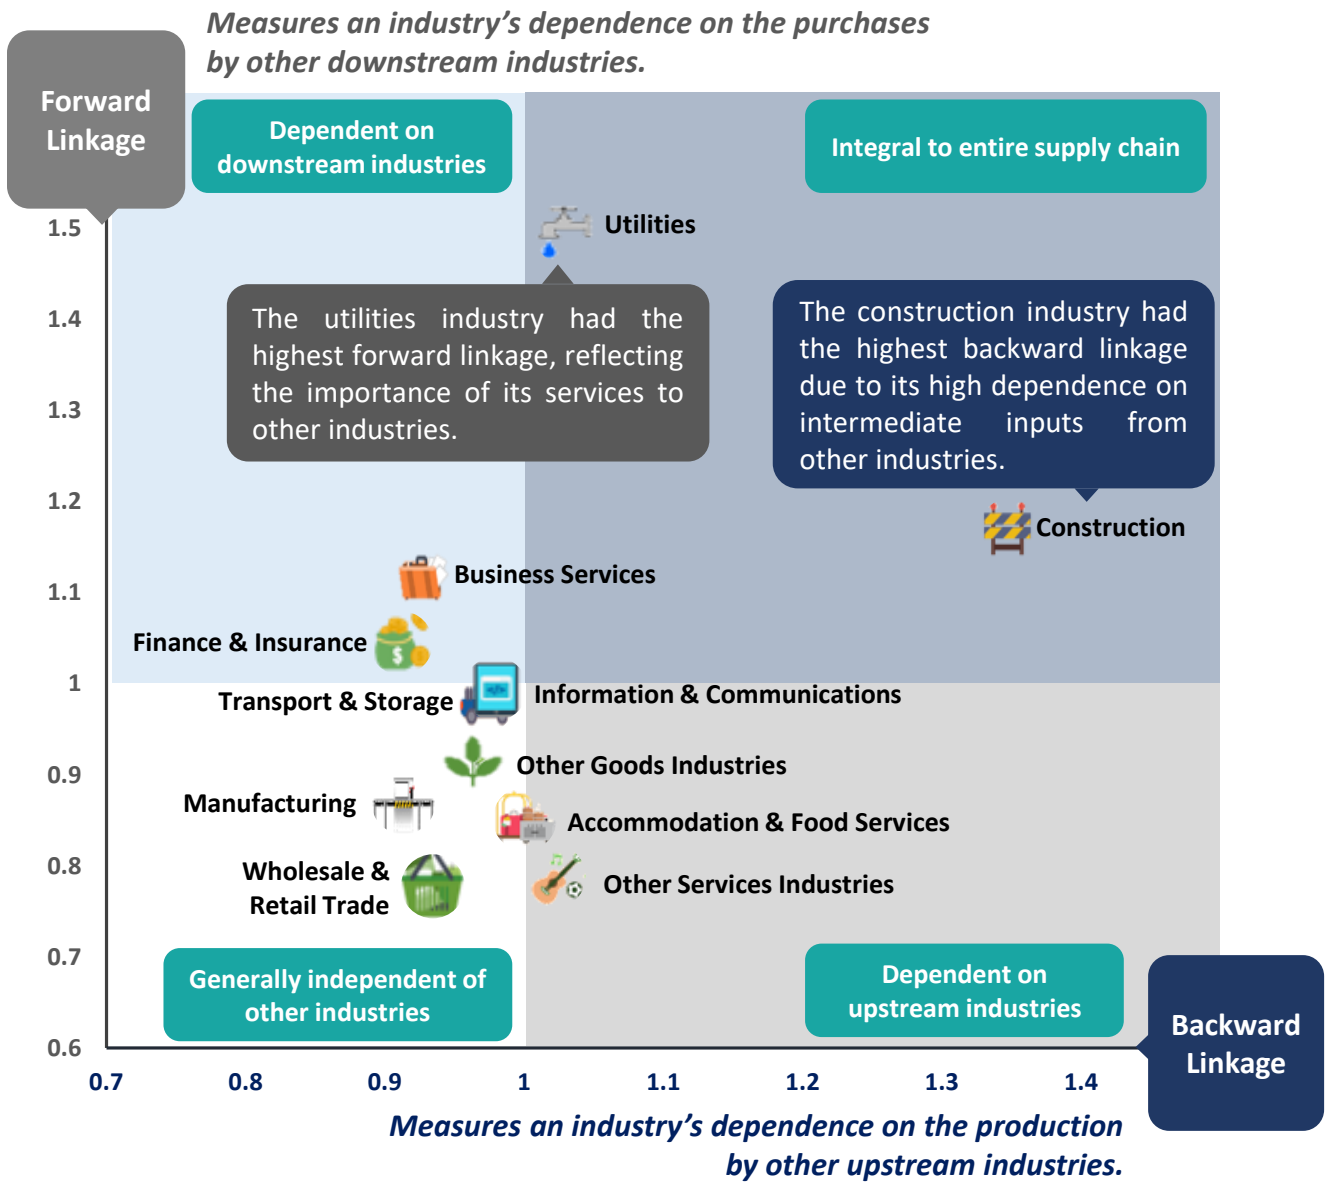 Measures an industry’s dependence on the purchases
by other downstream industries.
Forward
Linkage
Dependent on
downstream industries
Integral to entire supply chain
1.5
Utilities
1.4
The utilities industry had the
highest forward linkage, reflecting
the importance of its services to
other industries.
The construction industry had
the highest backward linkage
due to its high dependence on
intermediate inputs from
other industries.
1.3
1.2
Construction
1.1
Business Services
Finance & Insurance
1
Transport & Storage
Information & Communications
0.9
Other Goods Industries
Manufacturing
Accommodation & Food Services
0.8
Wholesale &
Retail Trade
Other Services Industries
0.7
Generally independent of
other industries
Dependent on
upstream industries
Backward
Linkage
0.6
0.7 0.8 0.9 1 1.1 1.2 1.3 1.4
Measures an industry’s dependence on the production
by other upstream industries.